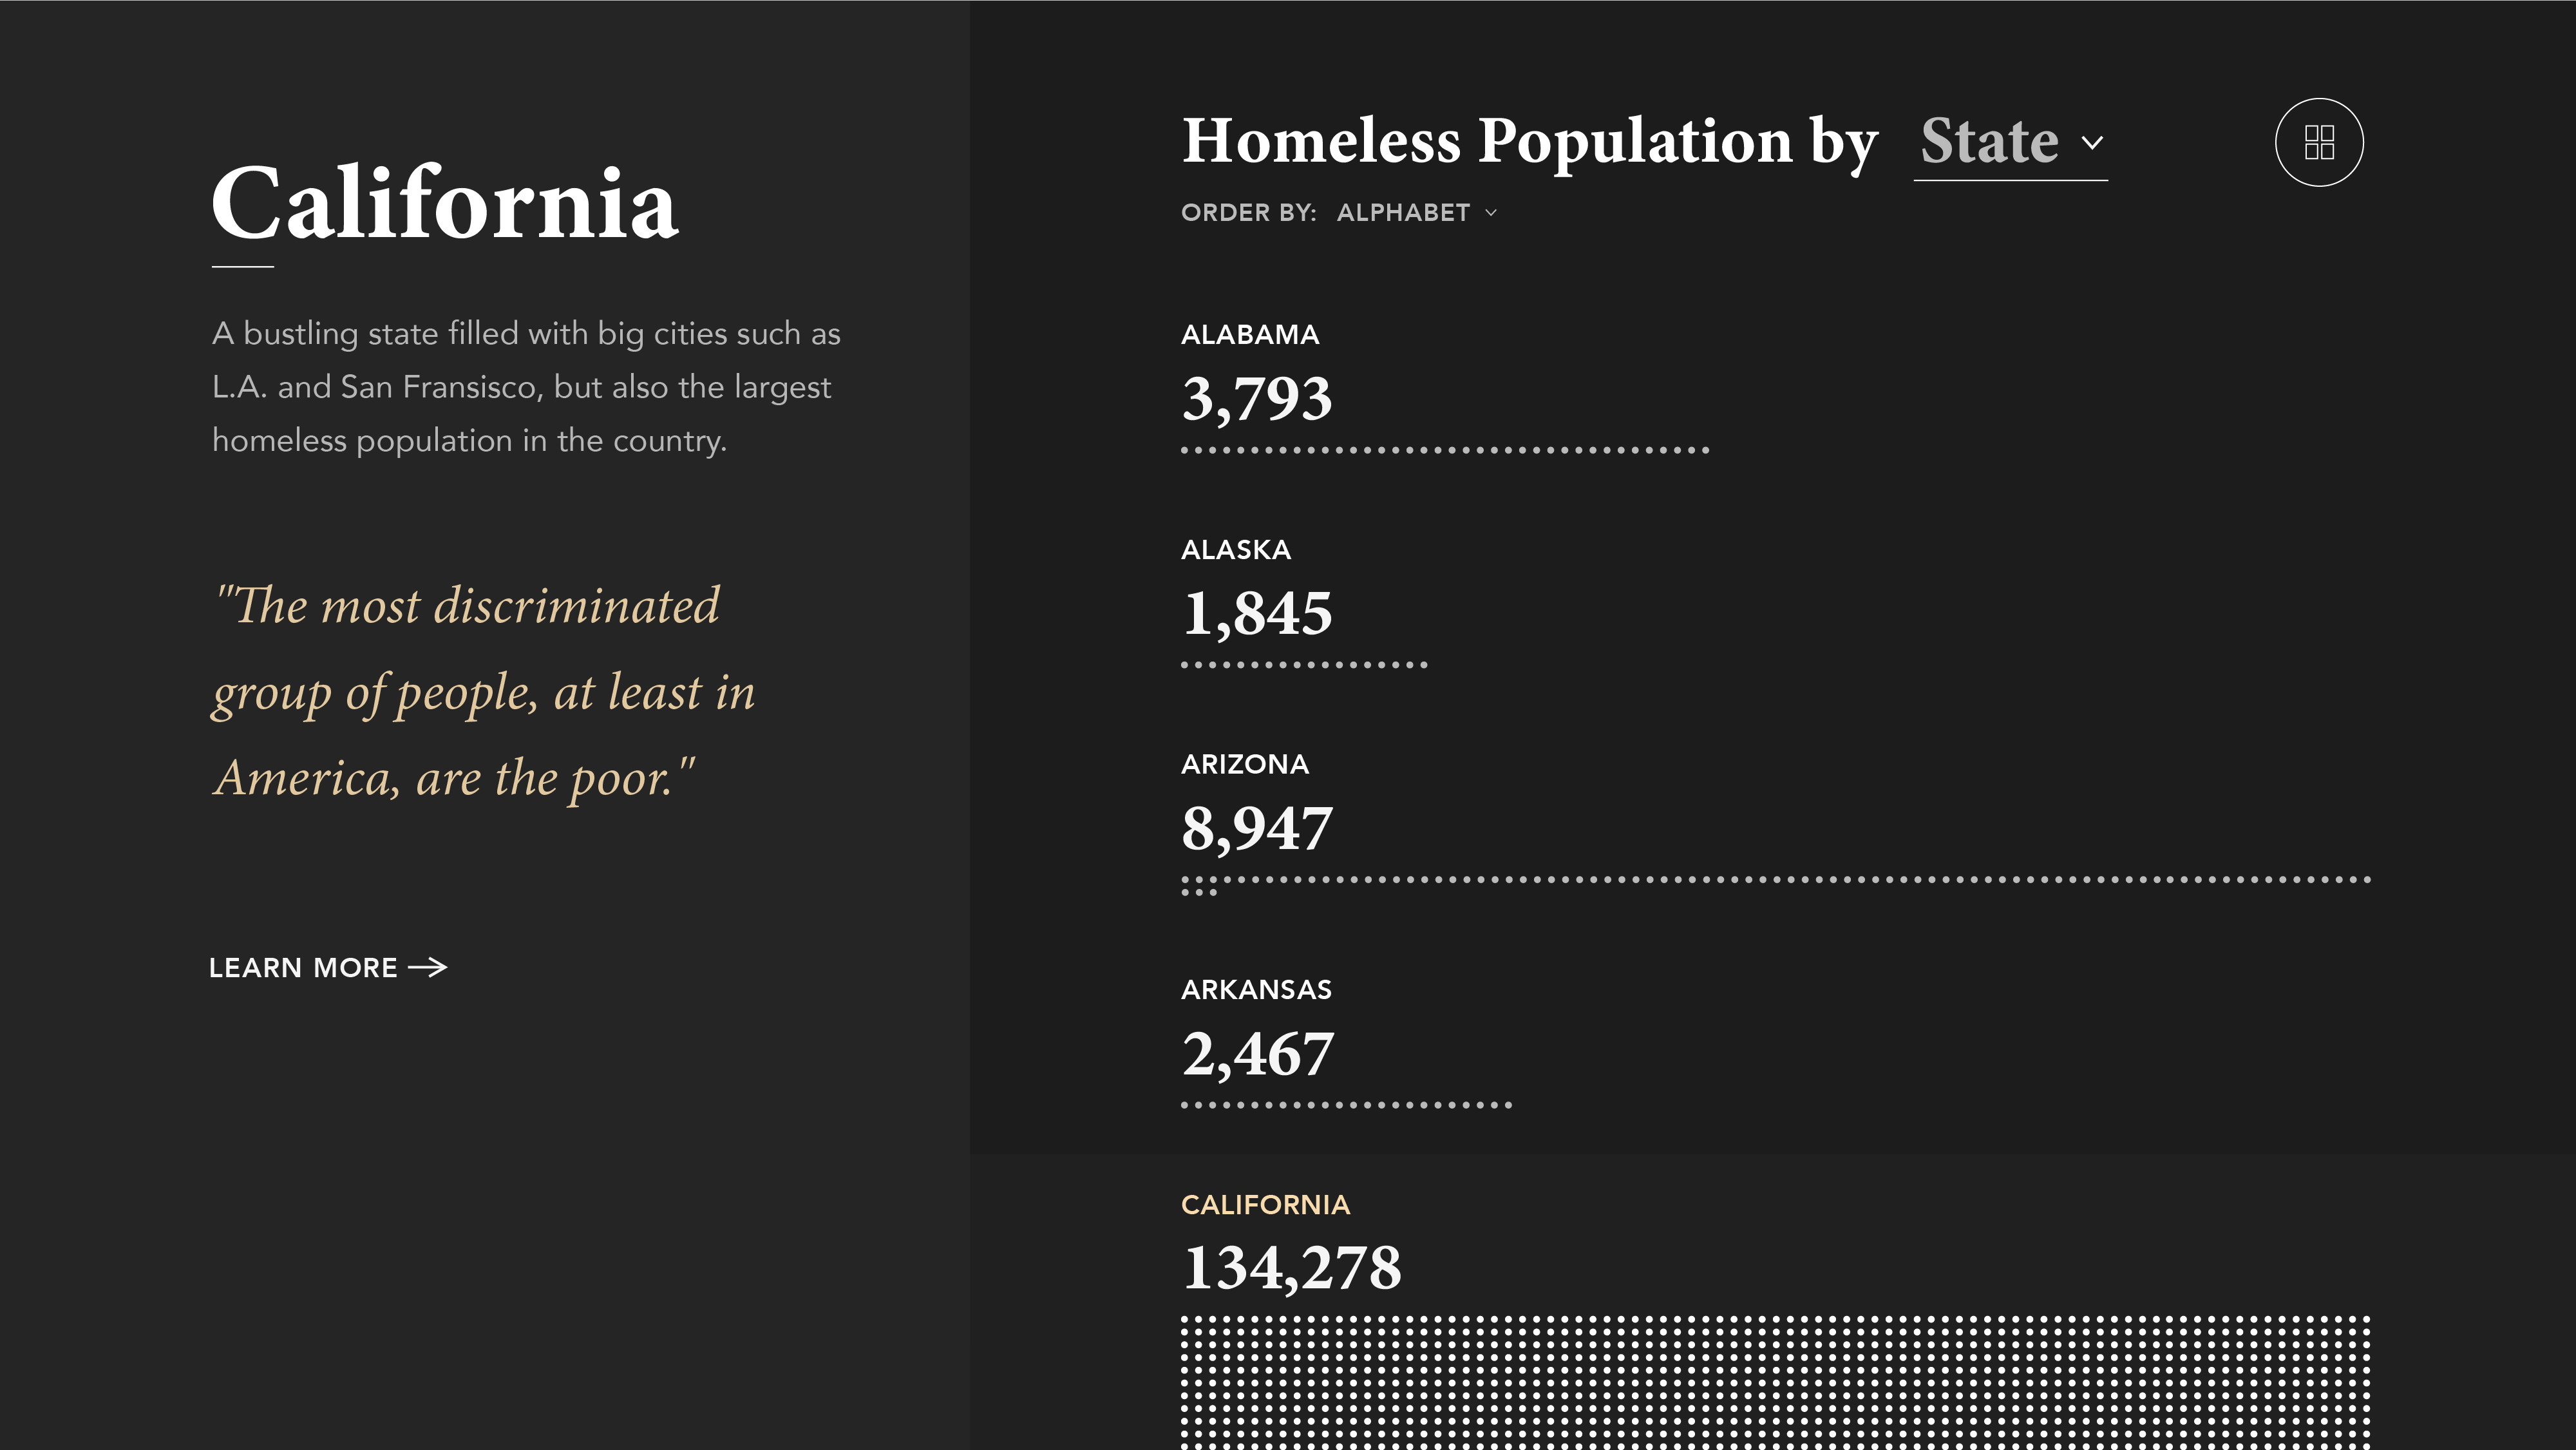 California
A bustling state filled with big cities such as
L.A. and San Fransisco, but also the largest
homeless population in the country.
"The most discriminated
group of people, at least in
America, are the poor."
LEARN MORE
Homeless Population by State
ORDER BY: ALPHABET
ALABAMA
3,793
ALASKA
1,845
ARIZONA
8,947
ARKANSAS
2,467
CALIFORNIA
134,278